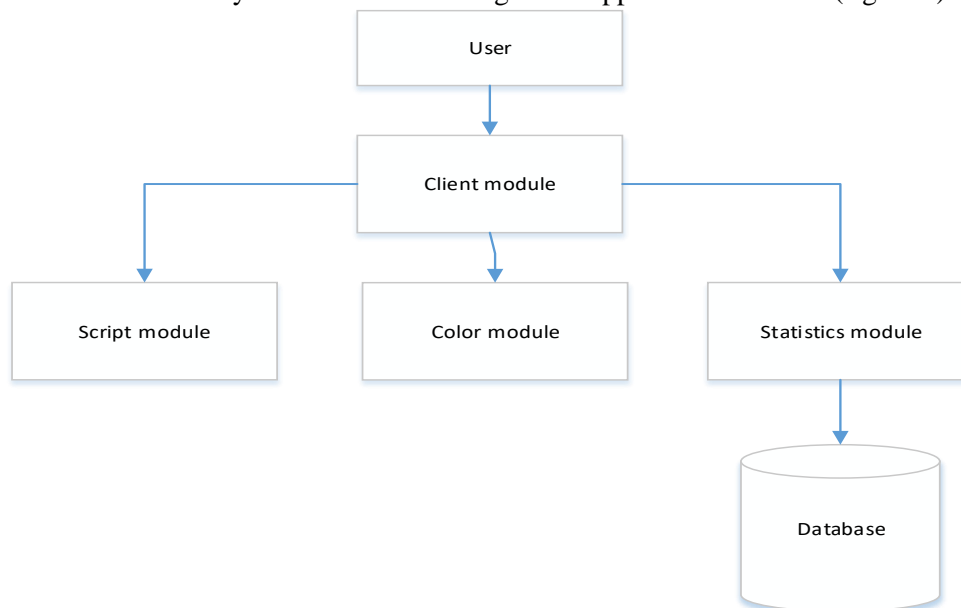 User
Client module
Script module
Color module
Statistics module
Database